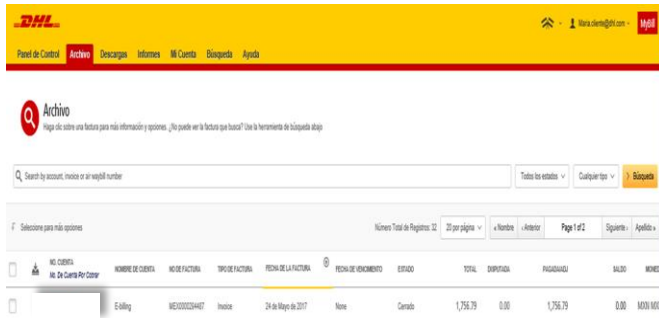 DHL
Maria.cliente@dhl.com
MyBill
Panel de Control Archivo Descargas Informes Mi Cuenta Búsqueda Ayuda
Archivo
Haga clic sobre una factura para más información y opciones. ¿No puede ver la factura que busca? Use la herramienta de búsqueda abajo
Search by account, invoice or air waybill number Todos los estados Cualquier tipo Búsqueda
Seleccione para más opciones Número Total de Registros: 32 20 por página « Nombre ‹ Anterior Page 1 of 2 Siguiente › Apellido »
NO. CUENTA
No. De Cuenta Por Cobrar NOMBRE DE CUENTA NO DE FACTURA TIPO DE FACTURA FECHA DE LA FACTURA FECHA DE VENCIMIENTO ESTADO TOTAL DISPUTADA PAGADA/ADJ SALDO MONED
E-billing MEX0000294487 Invoice 24 de Mayo de 2017 None Cerrado 1,756.79 0.00 1,756.79 0.00 MXN MX